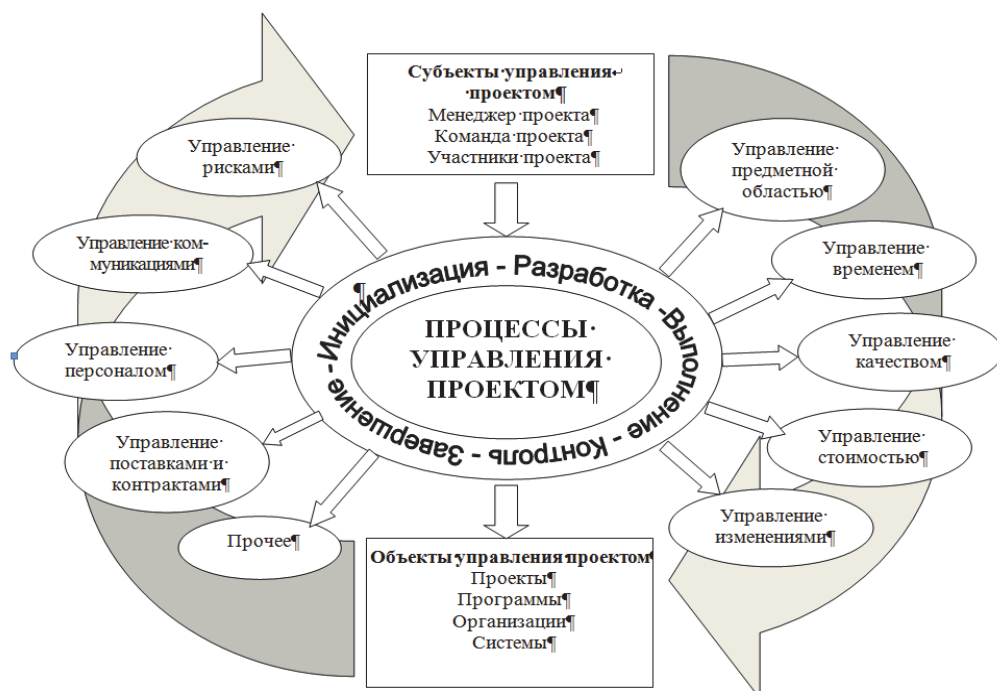 Субъекты·управления↵
·проектом¶
Менеджер·проекта¶
Команда·проекта¶
Участники·проекта¶
Управление·
рисками¶
Управление·ком-
муникациями¶
Управление·
персоналом¶
Управление·
поставками·и·
контрактами¶
Прочее¶
¶
Инициализация - Разработка -Выполнение - Контроль - Завершение-
ПРОЦЕССЫ·
УПРАВЛЕНИЯ·
ПРОЕКТОМ¶
Управление·
предметной·
областью¶
Управление·
временем¶
Управление·
качеством¶
Управление·
стоимостью¶
Управление·
изменениями¶
Объекты·управления·проектом¶
Проекты¶
Программы¶
Организации¶
Системы¶